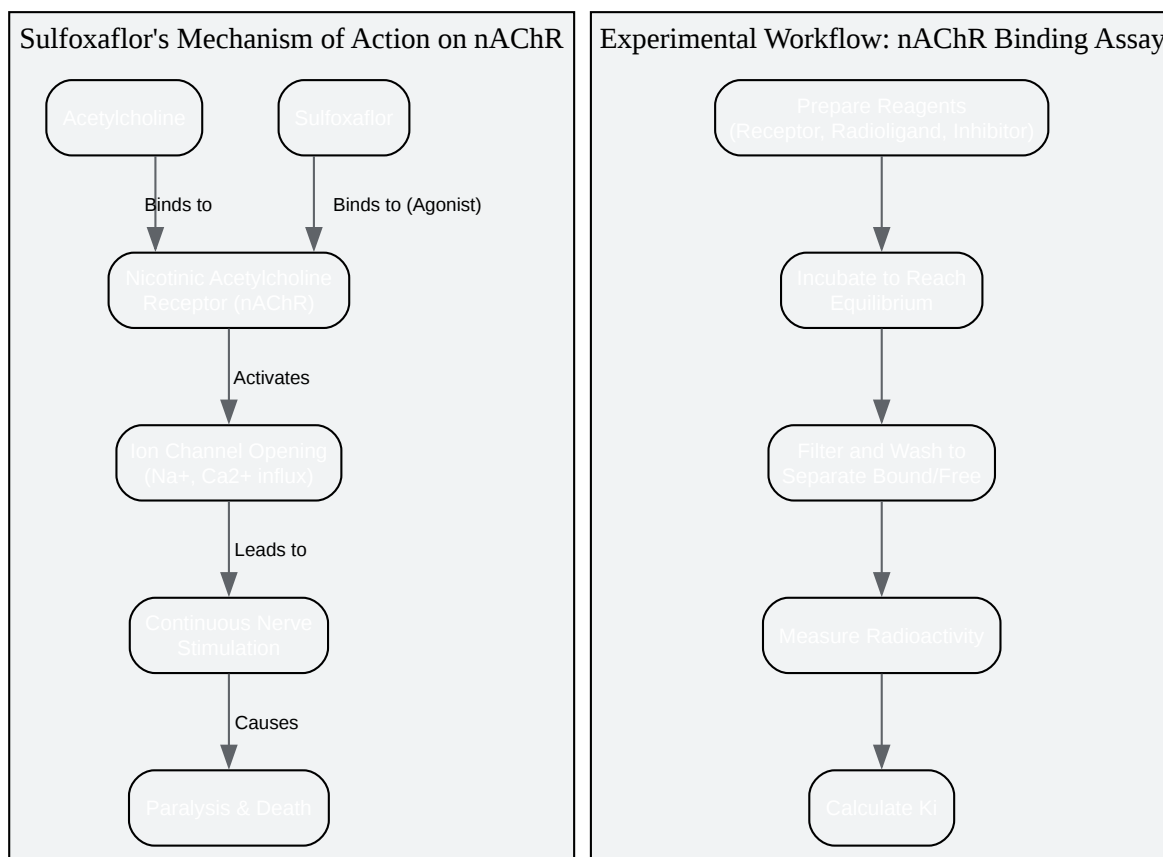 Sulfoxaflor's Mechanism of Action on nAChR
Acetylcholine
Sulfoxaflor
Binds to
Binds to (Agonist)
Nicotinic Acetylcholine
Receptor (nAChR)
Activates
Ion Channel Opening
(Na+, Ca2+ influx)
Leads to
Continuous Nerve
Stimulation
Causes
Paralysis & Death
Experimental Workflow: nAChR Binding Assay
Prepare Reagents
(Receptor, Radioligand, Inhibitor)
Incubate to Reach
Equilibrium
Filter and Wash to
Separate Bound/Free
Measure Radioactivity
Calculate Ki